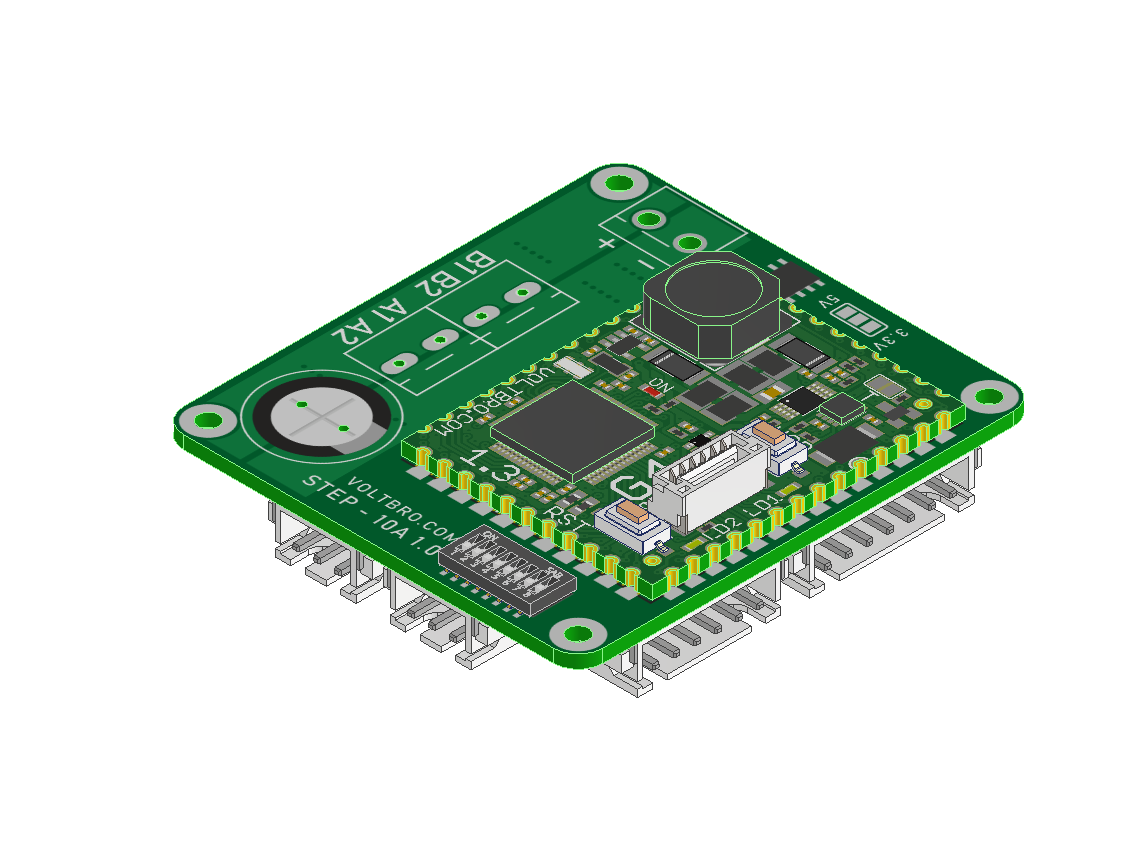 +
−
B1 B2 A1 A2
5V
3.3V
ON
VOLTBRO.COM
1.3
G
RST
LD2 LD1
VOLTBRO.COM
STEP - 10A 1.0
ON